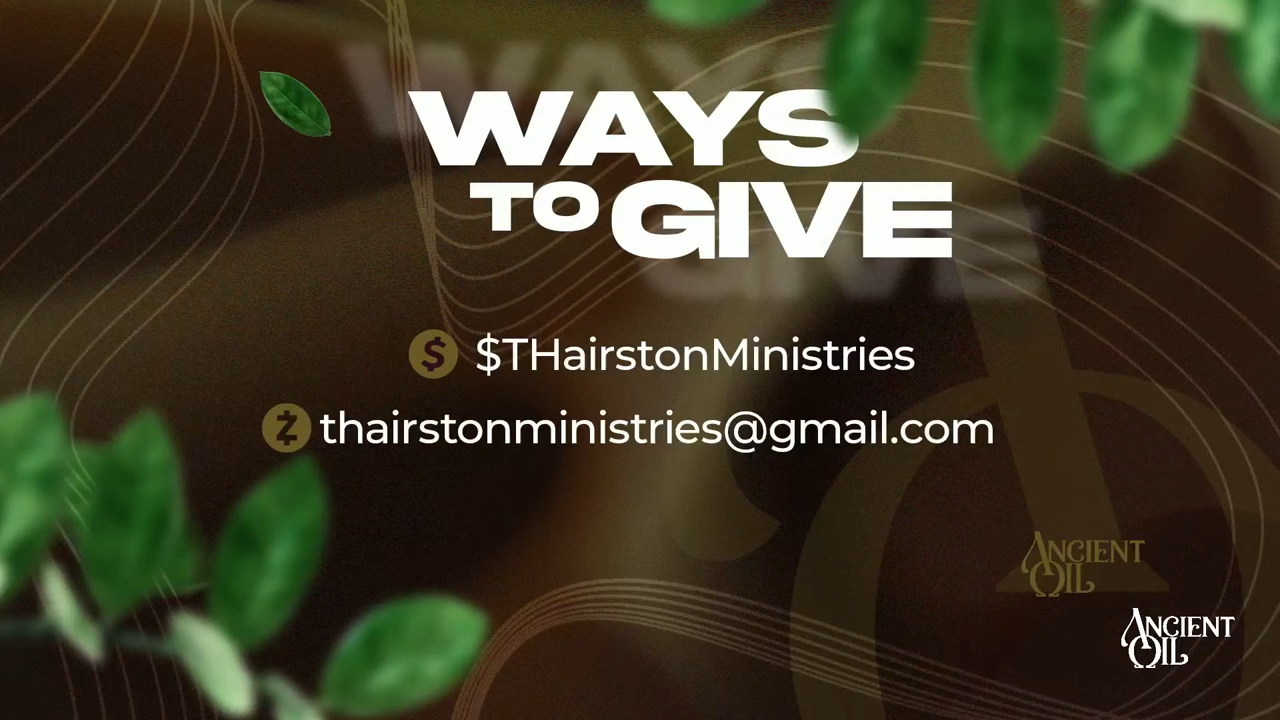 WAYS
TO GIVE
$THairstonMinistries
thairstonministries@gmail.com
ANCIENT
OIL
ANCIENT
OIL